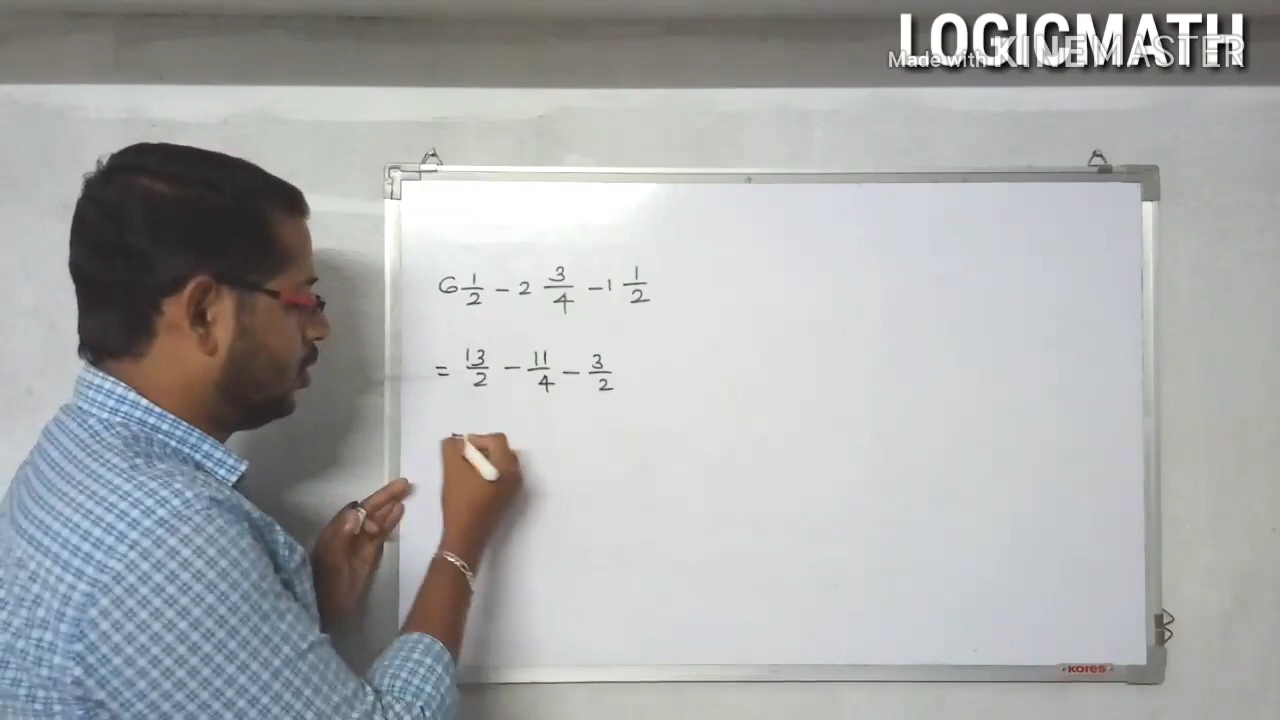 LOGICMATH
Made with KINEMASTER
6 1/2 - 2 3/4 - 1 1/2
= 13/2 - 11/4 - 3/2
KORES